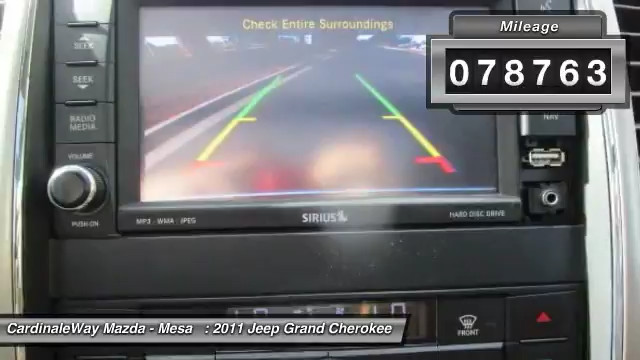 Check Entire Surroundings
Mileage
078763
SEEK
SEEK
RADIO
MEDIA
NAV
VOLUME
PUSH-ON
MP3 - WMA - JPEG
SIRIUS
HARD DISC DRIVE
FRONT
CardinaleWay Mazda - Mesa : 2011 Jeep Grand Cherokee